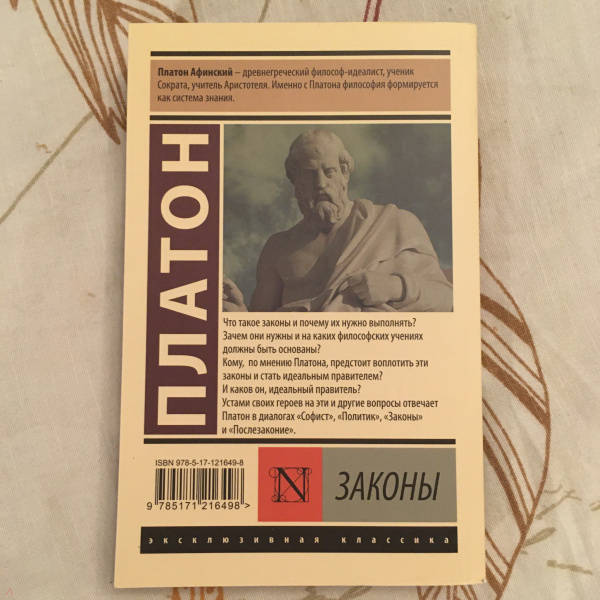 Платон Афинский – древнегреческий философ-идеалист, ученик
Сократа, учитель Аристотеля. Именно с Платона философия формируется
как система знания.
ПЛАТОН
Что такое законы и почему их нужно выполнять?
Зачем они нужны и на каких философских учениях
должны быть основаны?
Кому, по мнению Платона, предстоит воплотить эти
законы и стать идеальным правителем?
И каков он, идеальный правитель?
Устами своих героев на эти и другие вопросы отвечает
Платон в диалогах «Софист», «Политик», «Законы»
и «Послезаконие».
ISBN 978-5-17-121649-8
9 785171 216498 >
N
ЗАКОНЫ
эксклюзивная классика